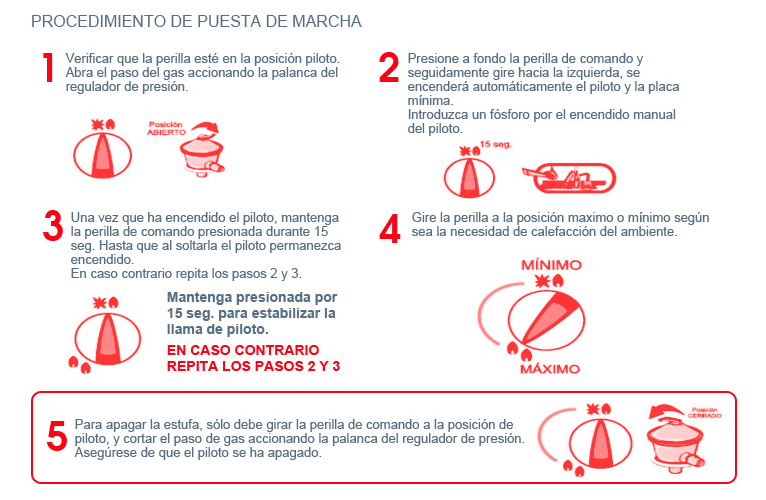 PROCEDIMIENTO DE PUESTA DE MARCHA
1
Verificar que la perilla esté en la posición piloto.
Abra el paso del gas accionando la palanca del
regulador de presión.
Posición
ABIERTO
2
Presione a fondo la perilla de comando y
seguidamente gire hacia la izquierda, se
encenderá automáticamente el piloto y la placa
mínima.
Introduzca un fósforo por el encendido manual
del piloto.
15 seg.
3
Una vez que ha encendido el piloto, mantenga
la perilla de comando presionada durante 15
seg. Hasta que al soltarla el piloto permanezca
encendido.
En caso contrario repita los pasos 2 y 3.
Mantenga presionada por
15 seg. para estabilizar la
llama de piloto.
EN CASO CONTRARIO
REPITA LOS PASOS 2 Y 3
4
Gire la perilla a la posición maximo o mínimo según
sea la necesidad de calefacción del ambiente.
MÍNIMO
MÁXIMO
5
Para apagar la estufa, sólo debe girar la perilla de comando a la posición de
piloto, y cortar el paso de gas accionando la palanca del regulador de presión.
Asegúrese de que el piloto se ha apagado.
Posición
CERRADO